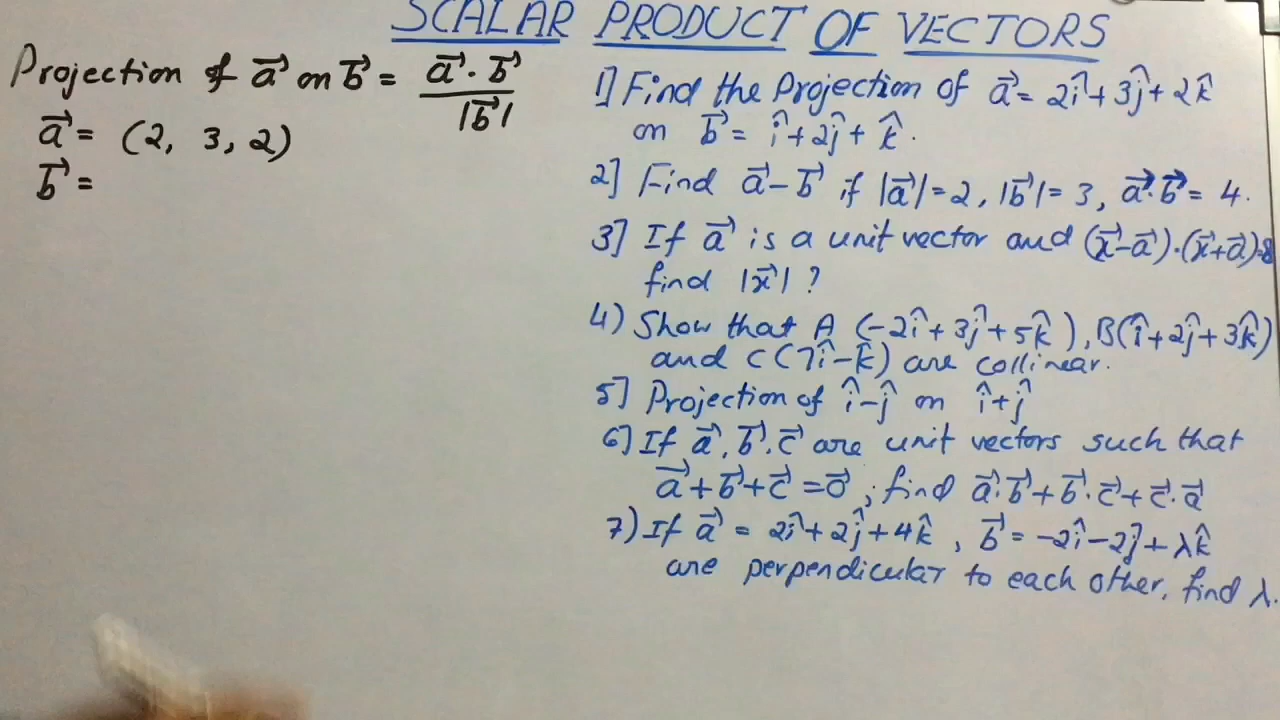 SCALAR PRODUCT OF VECTORS
Projection of a⃗ on b⃗ = a⃗ · b⃗ / |b⃗|
a⃗ = (2, 3, 2)
b⃗ =
1] Find the Projection of a⃗ = 2î + 3ĵ + 2k̂
on b⃗ = î + 2ĵ + k̂.
2] Find a⃗ - b⃗ if |a⃗| = 2, |b⃗| = 3, a⃗·b⃗ = 4.
3] If a⃗ is a unit vector and (x⃗-a⃗)·(x⃗+a⃗)=8
find |x⃗| ?
4) Show that A (-2î + 3ĵ + 5k̂), B(î + 2ĵ + 3k̂)
and C(7î - k̂) are collinear.
5] Projection of î - ĵ on î + ĵ
6] If a⃗, b⃗, c⃗ are unit vectors such that
a⃗ + b⃗ + c⃗ = 0⃗, find a⃗·b⃗ + b⃗·c⃗ + c⃗·a⃗
7) If a⃗ = 2î + 2ĵ + 4k̂, b⃗ = -2î - 2ĵ + λk̂
are perpendicular to each other, find λ.